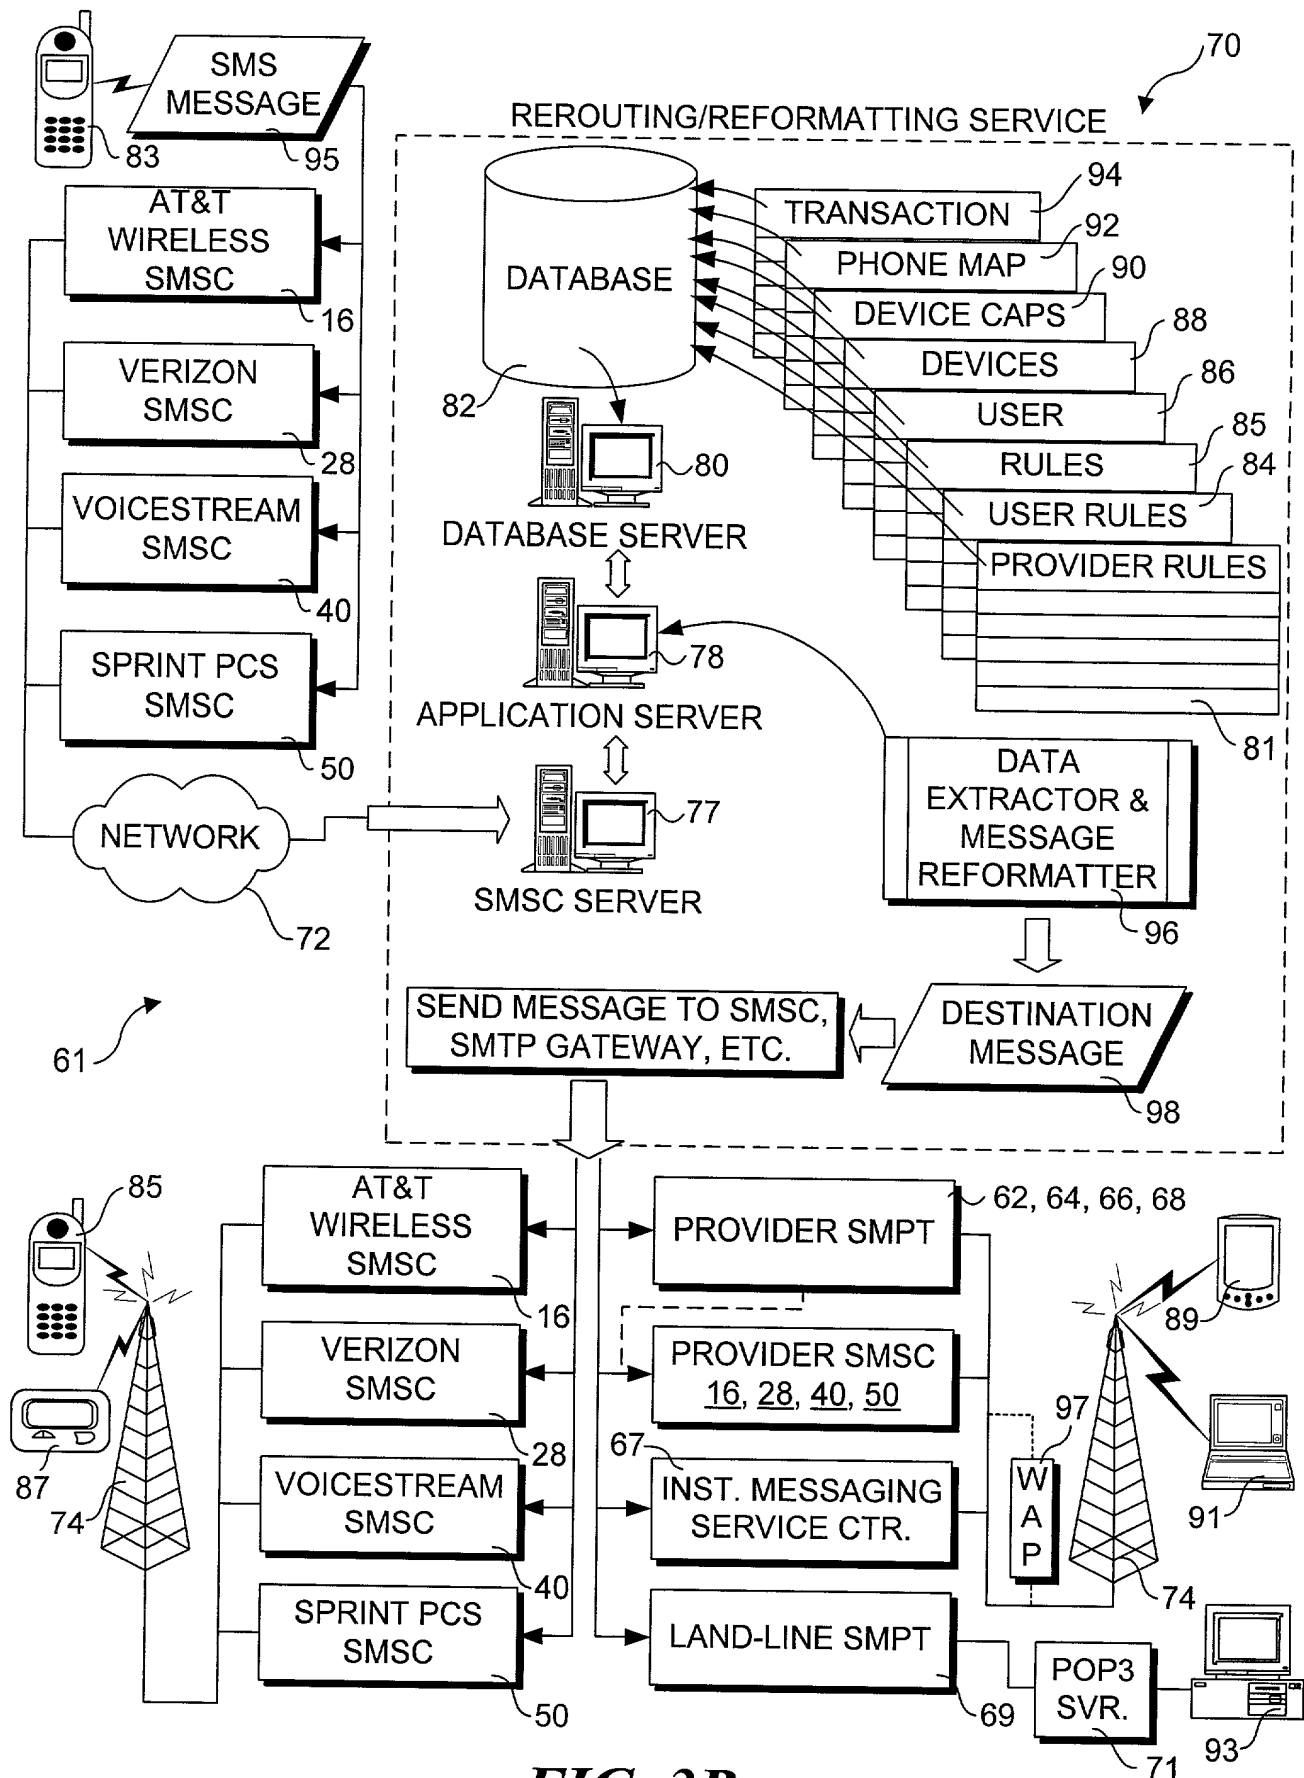 SMS
MESSAGE
83
95
70
REROUTING/REFORMATTING SERVICE
AT&T
WIRELESS
SMSC
16
VERIZON
SMSC
28
VOICESTREAM
SMSC
40
SPRINT PCS
SMSC
50
NETWORK
72
61
DATABASE
82
80
DATABASE SERVER
78
APPLICATION SERVER
77
SMSC SERVER
TRANSACTION
94
PHONE MAP
92
DEVICE CAPS
90
DEVICES
88
USER
86
RULES
85
USER RULES
84
PROVIDER RULES
81
DATA
EXTRACTOR &
MESSAGE
REFORMATTER
96
DESTINATION
MESSAGE
98
SEND MESSAGE TO SMSC,
SMTP GATEWAY, ETC.
85
87
74
AT&T
WIRELESS
SMSC
16
VERIZON
SMSC
28
VOICESTREAM
SMSC
40
SPRINT PCS
SMSC
50
PROVIDER SMPT
62, 64, 66, 68
PROVIDER SMSC
16, 28, 40, 50
67
INST. MESSAGING
SERVICE CTR.
LAND-LINE SMPT
69
97
W
A
P
74
89
91
POP3
SVR.
71
93